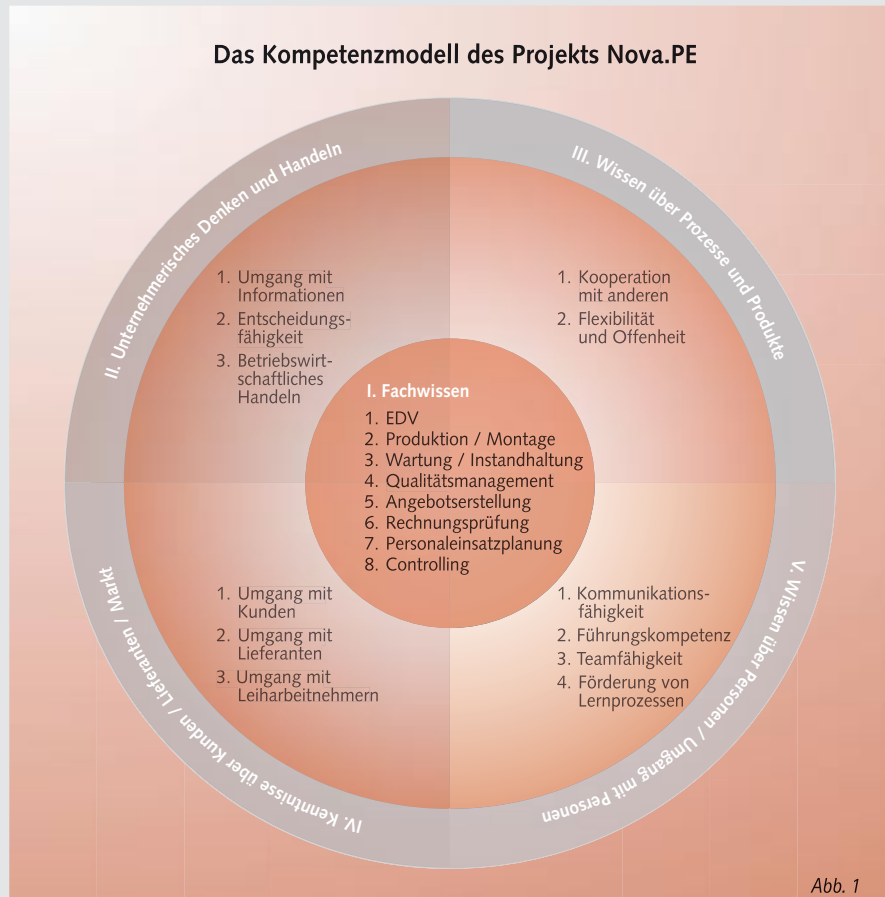 Das Kompetenzmodell des Projekts Nova.PE
II. Unternehmerisches Denken und Handeln
1. Umgang mit
Informationen
2. Entscheidungs-
fähigkeit
3. Betriebswirt-
schaftliches
Handeln
III. Wissen über Prozesse und Produkte
1. Kooperation
mit anderen
2. Flexibilität
und Offenheit
I. Fachwissen
1. EDV
2. Produktion / Montage
3. Wartung / Instandhaltung
4. Qualitätsmanagement
5. Angebotserstellung
6. Rechnungsprüfung
7. Personaleinsatzplanung
8. Controlling
IV. Kenntnisse über Kunden / Lieferanten / Markt
1. Umgang mit
Kunden
2. Umgang mit
Lieferanten
3. Umgang mit
Leiharbeitnehmern
V. Wissen über Personen / Umgang mit Personen
1. Kommunikations-
fähigkeit
2. Führungskompetenz
3. Teamfähigkeit
4. Förderung von
Lernprozessen
Abb. 1